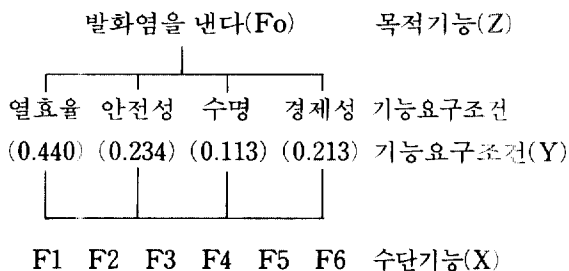 발화염을 낸다(Fo) 목적기능(Z)
열효율 안전성 수명 경제성 기능요구조건
(0.440) (0.234) (0.113) (0.213) 기능요구조건(Y)
F1 F2 F3 F4 F5 F6 수단기능(X)